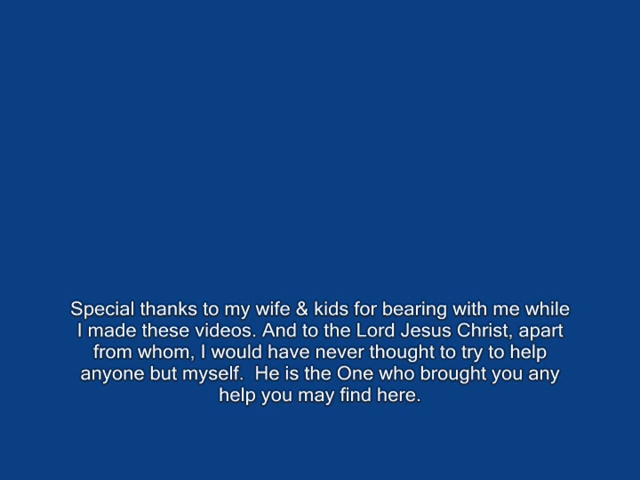 Special thanks to my wife & kids for bearing with me while
I made these videos. And to the Lord Jesus Christ, apart
from whom, I would have never thought to try to help
anyone but myself.  He is the One who brought you any
help you may find here.